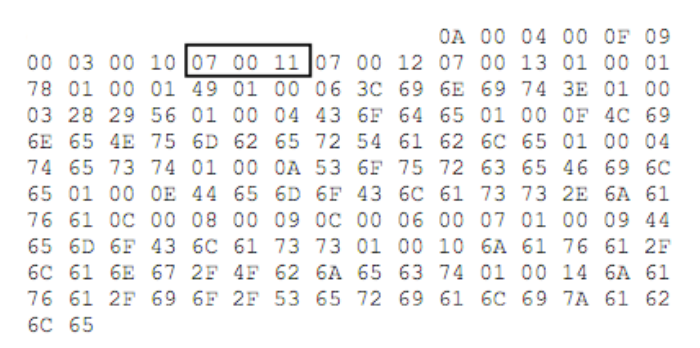 0A 00 04 00 0F 09
00 03 00 10 07 00 11 07 00 12 07 00 13 01 00 01
78 01 00 01 49 01 00 06 3C 69 6E 69 74 3E 01 00
03 28 29 56 01 00 04 43 6F 64 65 01 00 0F 4C 69
6E 65 4E 75 6D 62 65 72 54 61 62 6C 65 01 00 04
74 65 73 74 01 00 0A 53 6F 75 72 63 65 46 69 6C
65 01 00 0E 44 65 6D 6F 43 6C 61 73 73 2E 6A 61
76 61 0C 00 08 00 09 0C 00 06 00 07 01 00 09 44
65 6D 6F 43 6C 61 73 73 01 00 10 6A 61 76 61 2F
6C 61 6E 67 2F 4F 62 6A 65 63 74 01 00 14 6A 61
76 61 2F 69 6F 2F 53 65 72 69 61 6C 69 7A 61 62
6C 65